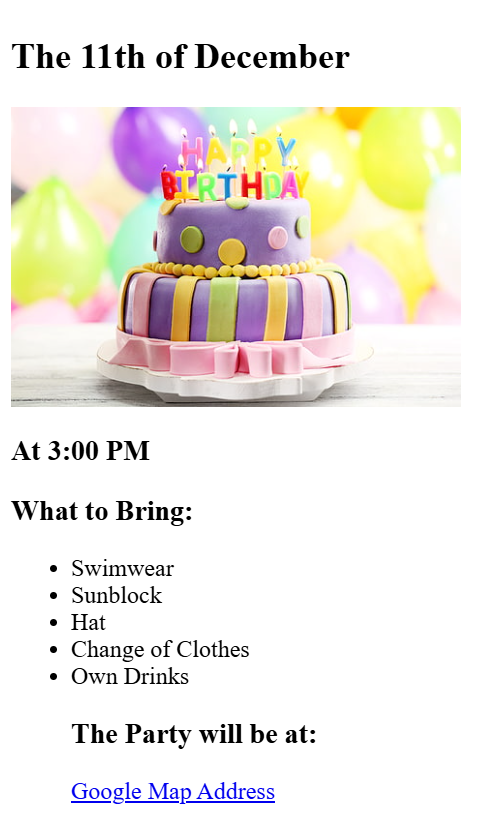 The 11th of December
HAPPY
BIRTHDAY
At 3:00 PM
What to Bring:
Swimwear
Sunblock
Hat
Change of Clothes
Own Drinks
The Party will be at:
Google Map Address